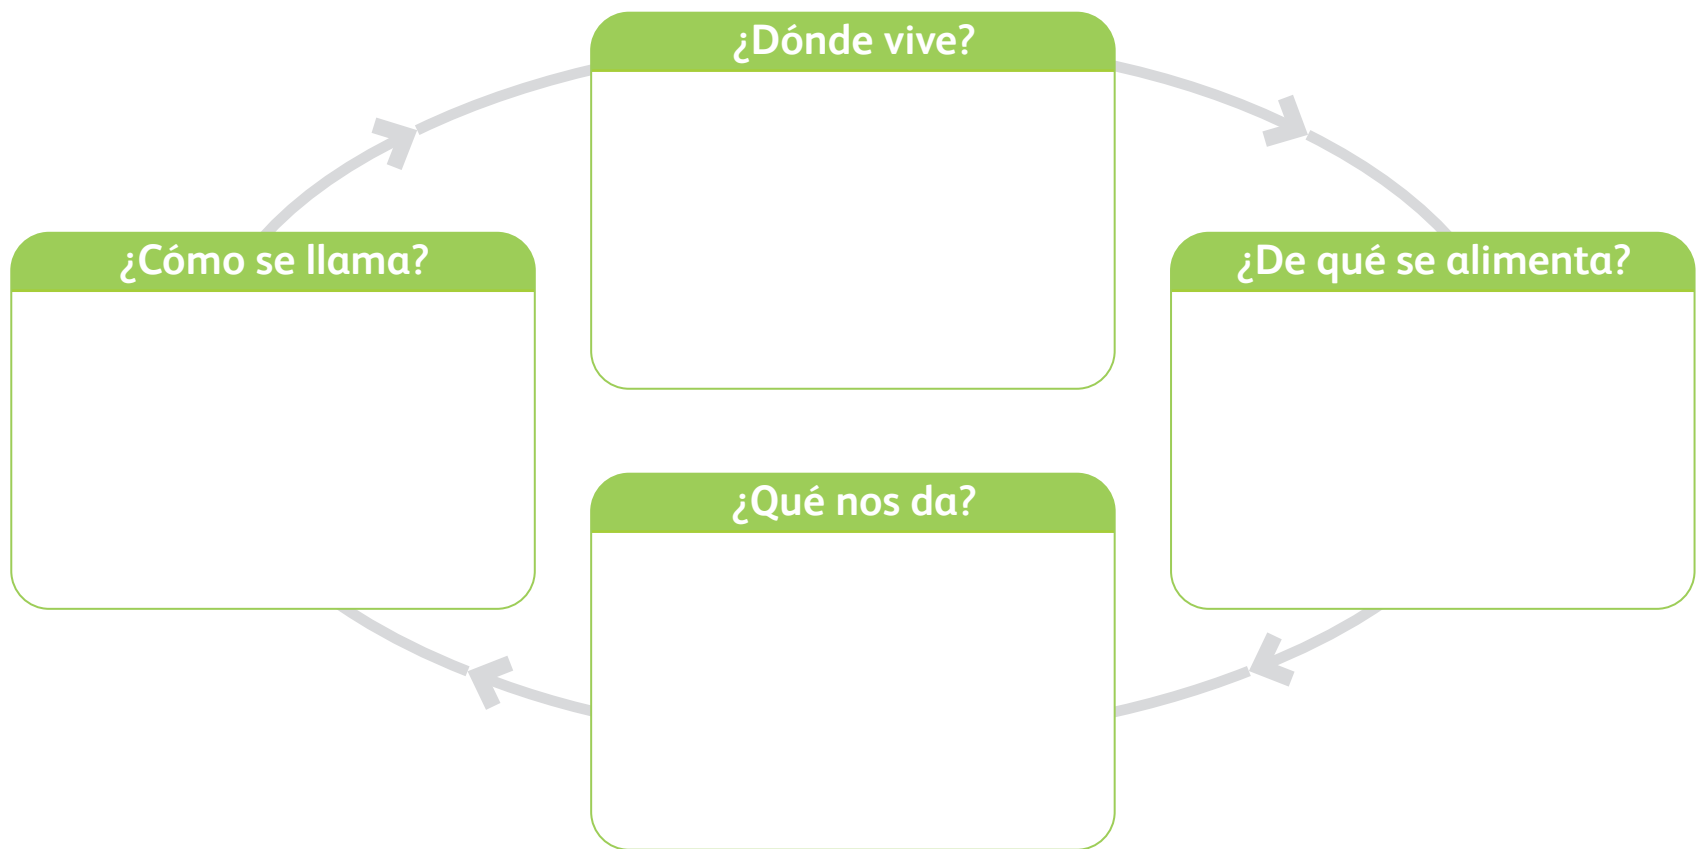 ¿Dónde vive?
¿Cómo se llama?
¿De qué se alimenta?
¿Qué nos da?